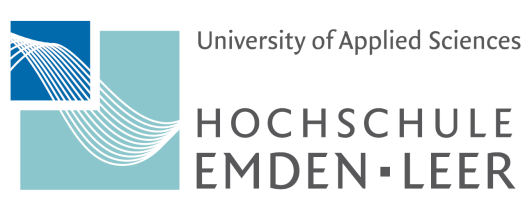 University of Applied Sciences
HOCHSCHULE
EMDEN▪LEER